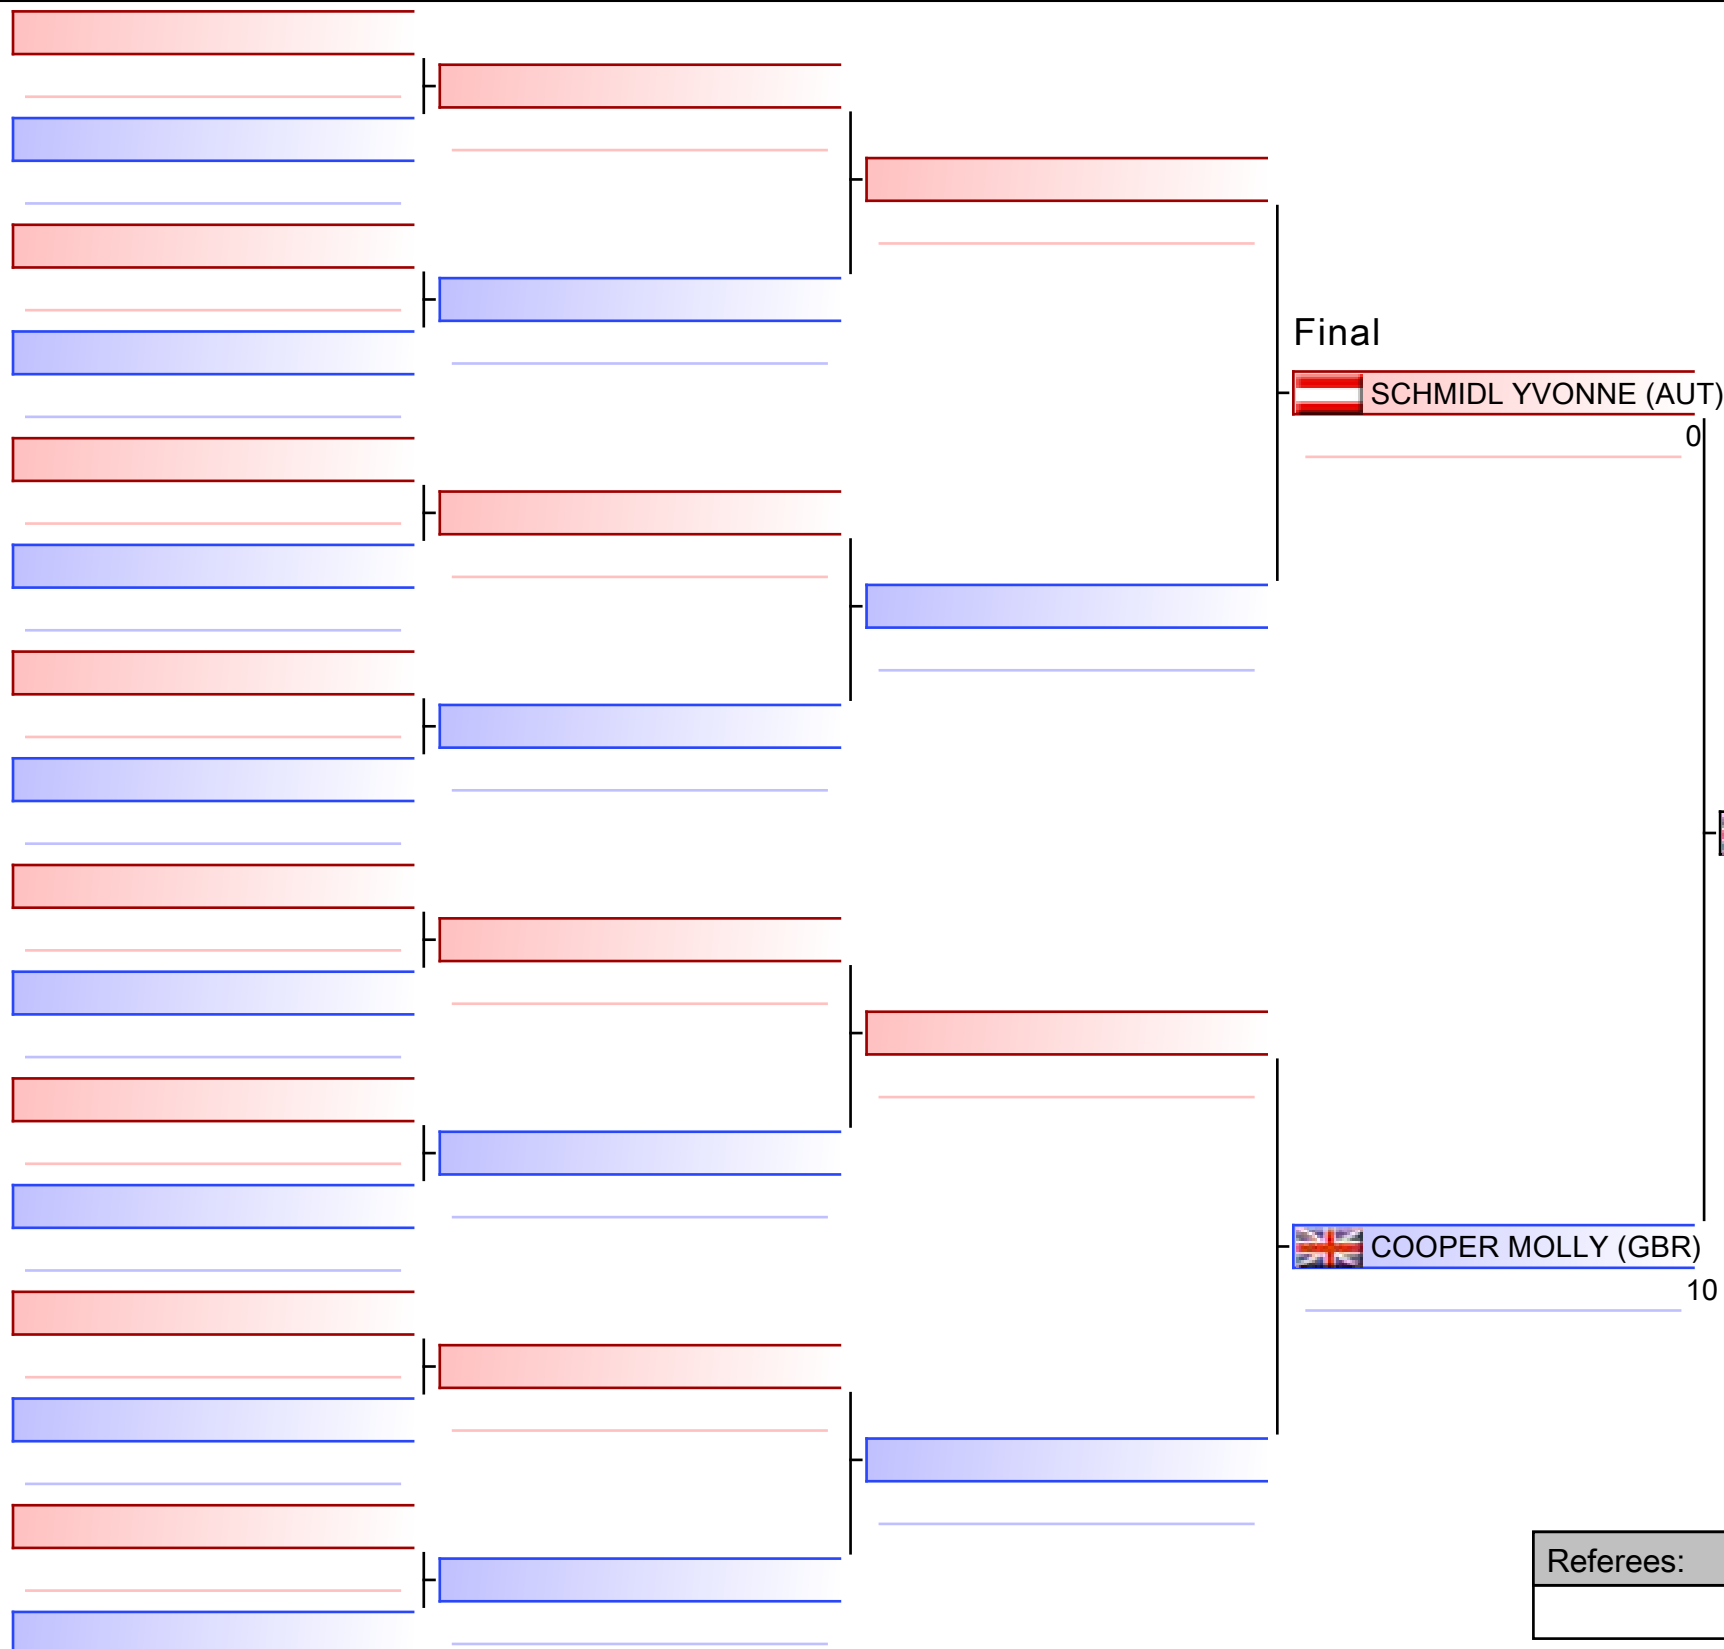 Final
SCHMIDL YVONNE (AUT)
0
COOPER MOLLY (GBR)
10
Referees: